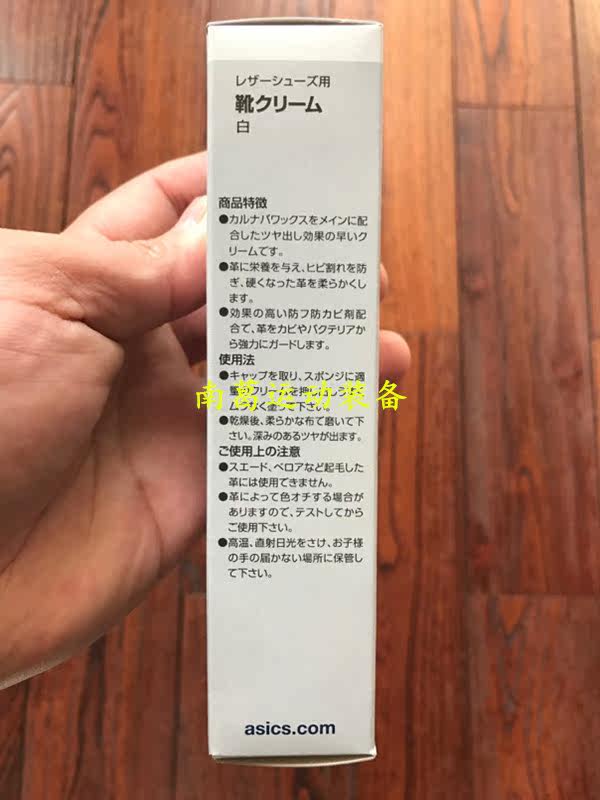 レザーシューズ用
靴クリーム
白
商品特徴
●カルナバワックスをメインに配
合したツヤ出し効果の早いク
リームです。
●革に栄養を与え、ヒビ割れを防
ぎ、硬くなった革を柔らかくし
ます。
●効果の高い防フ防カビ剤配
合で、革をカビやバクテリアか
ら強力にガードします。
使用法
●キャップを取り、スポンジに適
南葛运动装备
下さい。
●乾燥後、柔らかな布で磨いて下
さい。深みのあるツヤが出ます。
ご使用上の注意
●スエード、ベロアなど起毛した
革には使用できません。
●革によって色オチする場合が
ありますので、テストしてから
ご使用下さい。
●高温、直射日光をさけ、お子様
の手の届かない場所に保管し
て下さい。
asics.com